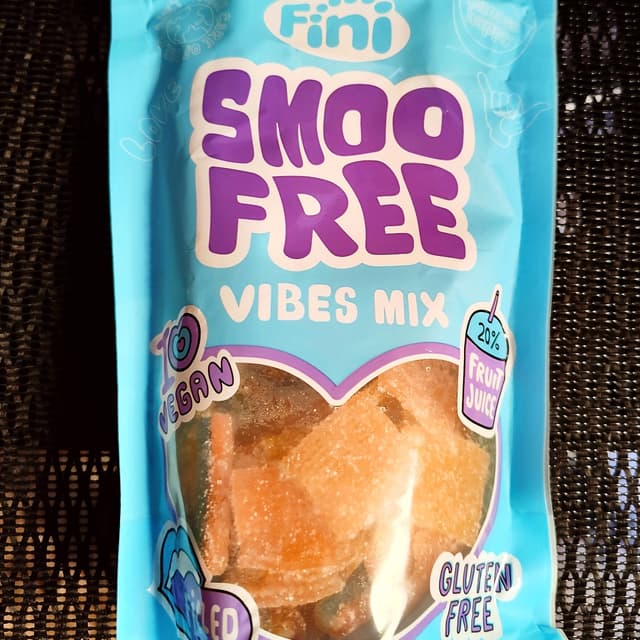 Fini
SMOO
FREE
VIBES MIX
20%
FRUIT
JUICE
VEGAN
GLUTEN
FREE